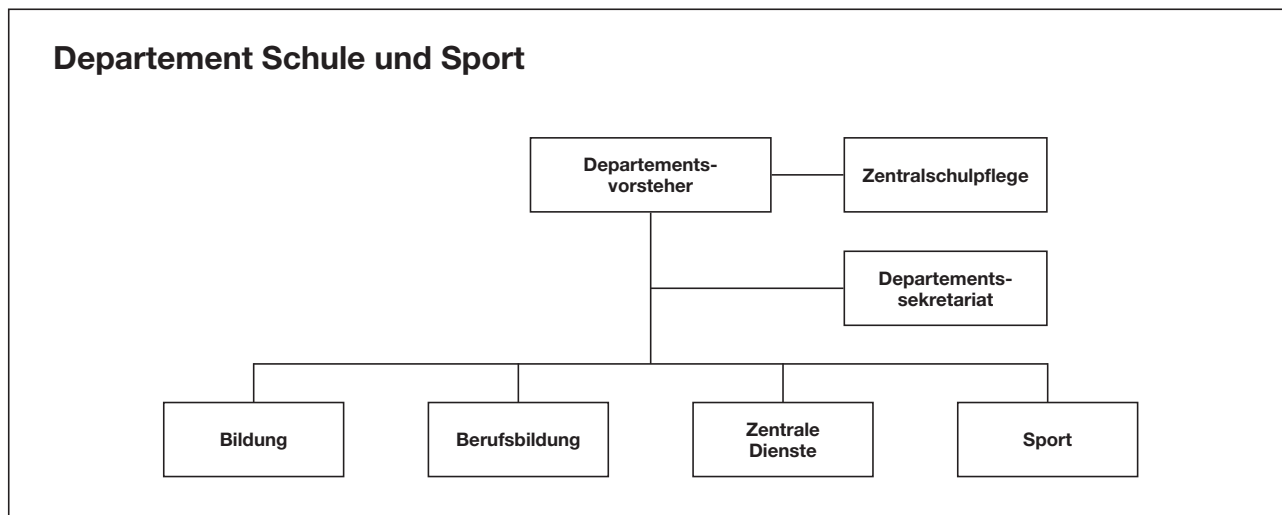 Departement Schule und Sport
Departements-
vorsteher
Zentralschulpflege
Departements-
sekretariat
Bildung
Berufsbildung
Zentrale
Dienste
Sport